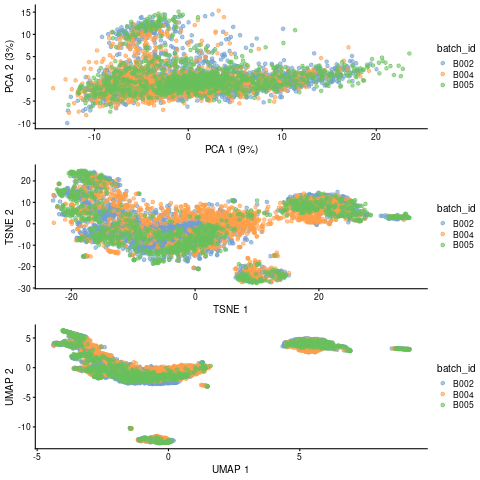 15
10
5
0
-5
-10
PCA 2 (3%)
-10 0 10 20
PCA 1 (9%)
batch_id
B002
B004
B005
20
10
0
-10
-20
-30
TSNE 2
-20 0 20
TSNE 1
batch_id
B002
B004
B005
5
0
-5
-10
UMAP 2
-5 0 5
UMAP 1
batch_id
B002
B004
B005